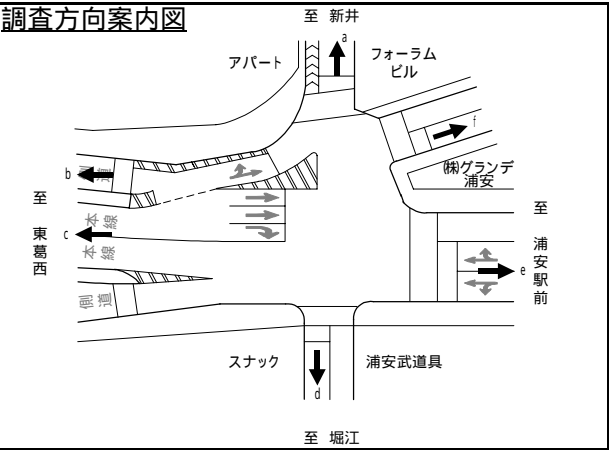 調査方向案内図
至 新井
a
アパート
フォーラム
ビル
f
b
側道
(株)グランデ
浦安
至
東葛西
c
本線
本線
至
浦安駅前
e
側道
スナック
浦安武道具
d
至 堀江